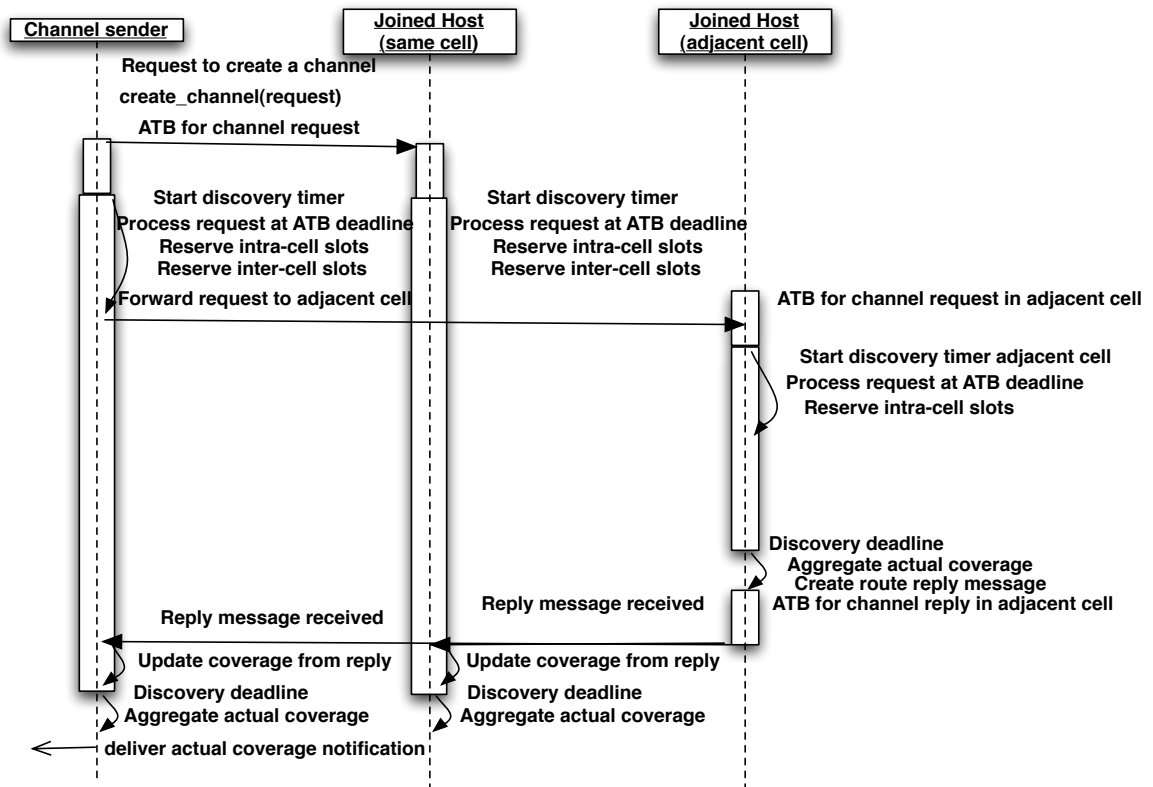 Channel sender
Joined Host
(same cell)
Joined Host
(adjacent cell)
Request to create a channel
create_channel(request)
ATB for channel request
Start discovery timer
Process request at ATB deadline
Reserve intra-cell slots
Reserve inter-cell slots
Forward request to adjacent cell
Start discovery timer
Process request at ATB deadline
Reserve intra-cell slots
Reserve inter-cell slots
ATB for channel request in adjacent cell
Start discovery timer adjacent cell
Process request at ATB deadline
Reserve intra-cell slots
Discovery deadline
Aggregate actual coverage
Create route reply message
ATB for channel reply in adjacent cell
Reply message received
Reply message received
Update coverage from reply
Discovery deadline
Aggregate actual coverage
Update coverage from reply
Discovery deadline
Aggregate actual coverage
deliver actual coverage notification